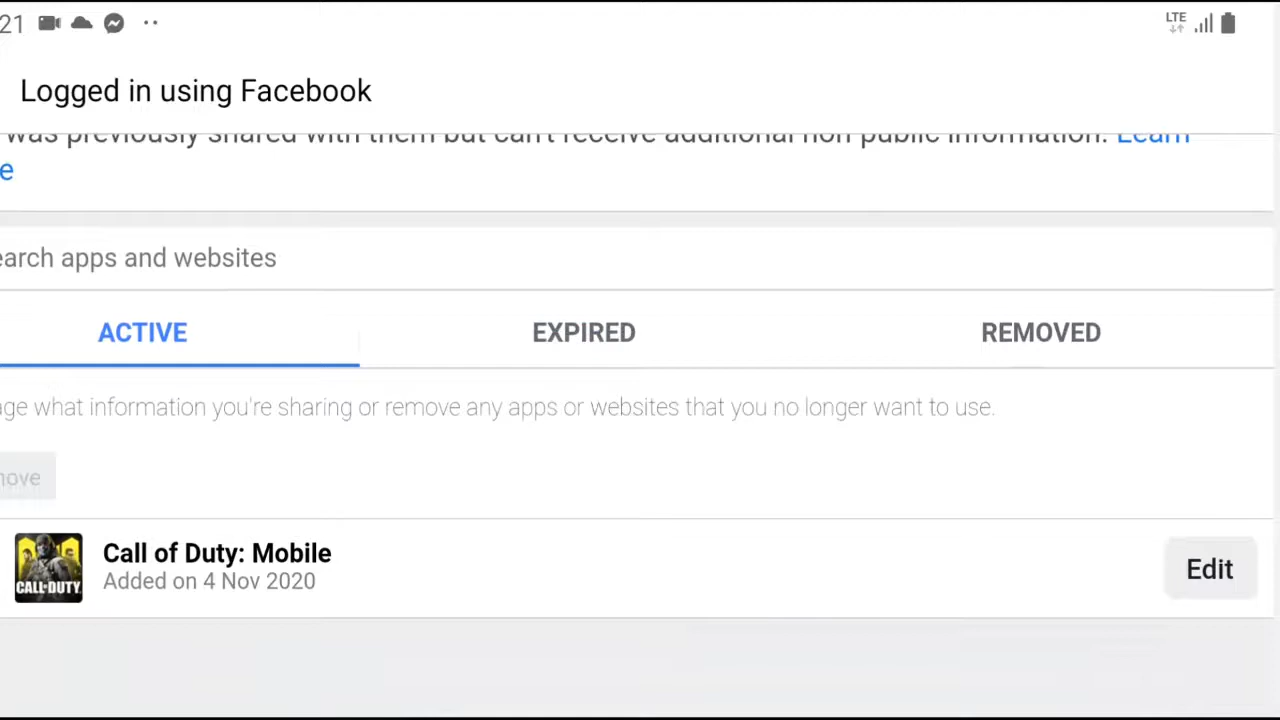 21 LTE
Logged in using Facebook
was previously shared with them but can't receive additional non public information. Learn
e
earch apps and websites
ACTIVE EXPIRED REMOVED
age what information you're sharing or remove any apps or websites that you no longer want to use.
nove
Call of Duty: Mobile
Added on 4 Nov 2020
CALL OF DUTY
Edit